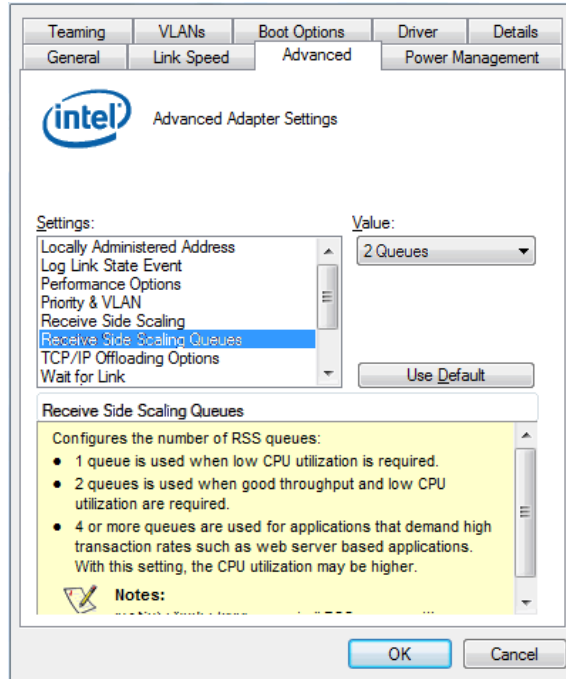 Teaming VLANs Boot Options Driver Details
General Link Speed Advanced Power Management
intel
Advanced Adapter Settings
Settings:
Value:
Locally Administered Address
2 Queues
Log Link State Event
Performance Options
Priority & VLAN
Receive Side Scaling
Receive Side Scaling Queues
TCP/IP Offloading Options
Wait for Link
Use Default
Receive Side Scaling Queues
Configures the number of RSS queues:
● 1 queue is used when low CPU utilization is required.
● 2 queues is used when good throughput and low CPU
utilization are required.
● 4 or more queues are used for applications that demand high
transaction rates such as web server based applications.
With this setting, the CPU utilization may be higher.
Notes:
OK Cancel